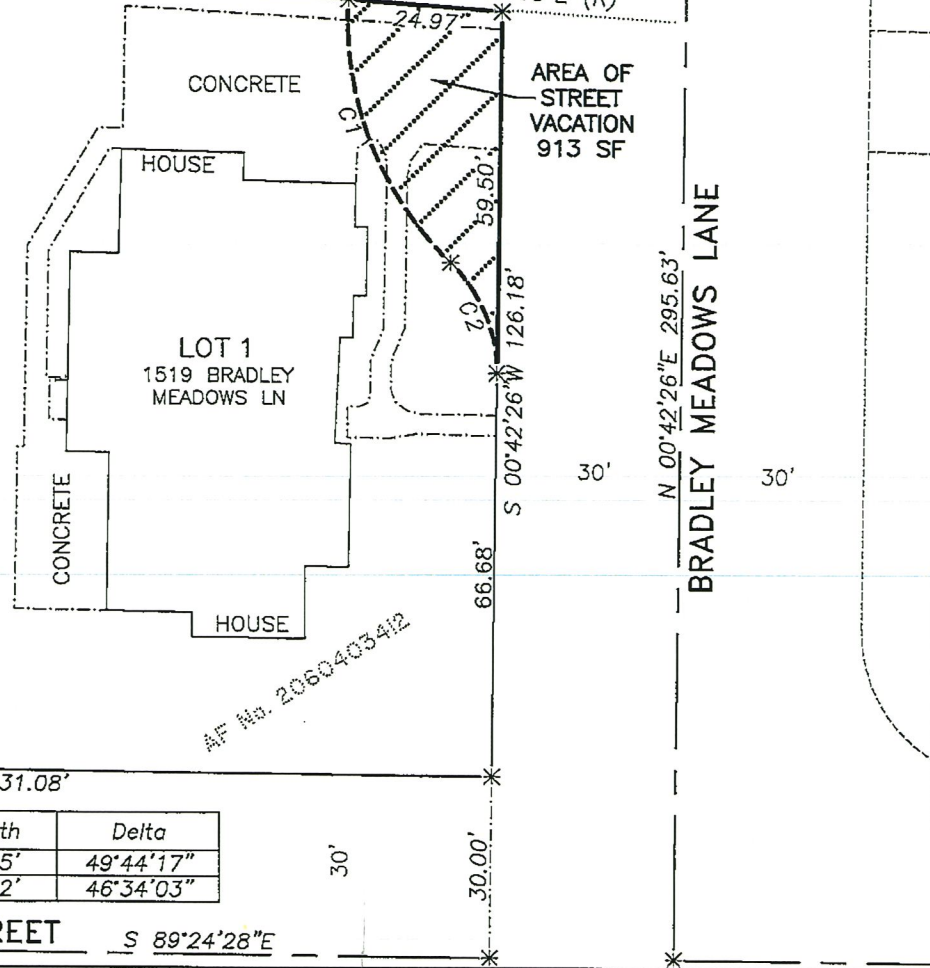 24.97"
E (R)
CONCRETE
AREA OF
STREET
VACATION
913 SF
C1
HOUSE
59.50'
C2
LOT 1
1519 BRADLEY
MEADOWS LN
S 00°42'26"W 126.18'
N 00°42'26"E 295.63'
BRADLEY MEADOWS LANE
30'
30'
CONCRETE
66.68'
HOUSE
AF No. 2060403412
31.08'
th Delta
5' 49°44'17"
2' 46°34'03"
30'
30.00'
REET S 89°24'28"E